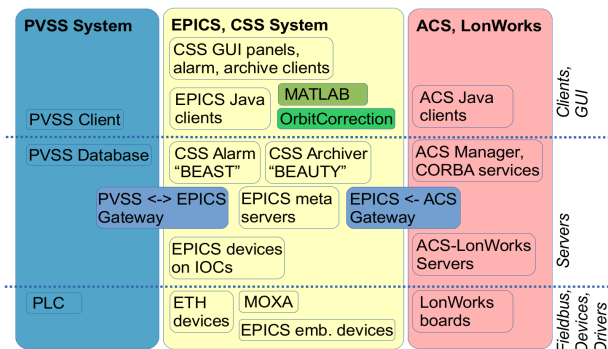 PVSS System
EPICS, CSS System
ACS, LonWorks
CSS GUI panels,
alarm, archive clients
EPICS Java
clients
MATLAB
OrbitCorrection
PVSS Client
ACS Java
clients
Clients,
GUI
PVSS Database
CSS Alarm
“BEAST”
CSS Archiver
“BEAUTY”
ACS Manager,
CORBA services
PVSS <-> EPICS
Gateway
EPICS meta
servers
EPICS <- ACS
Gateway
EPICS devices
on IOCs
ACS-LonWorks
Servers
Servers
PLC
ETH
devices
MOXA
EPICS emb. devices
LonWorks
boards
Fieldbus,
Devices,
Drivers